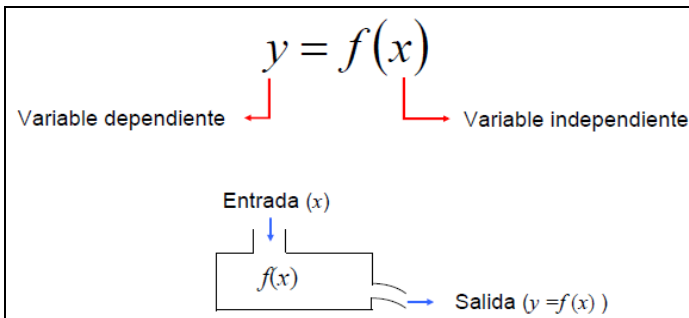 y = f(x)
Variable dependiente
Variable independiente
Entrada (x)
f(x)
Salida (y =f (x) )